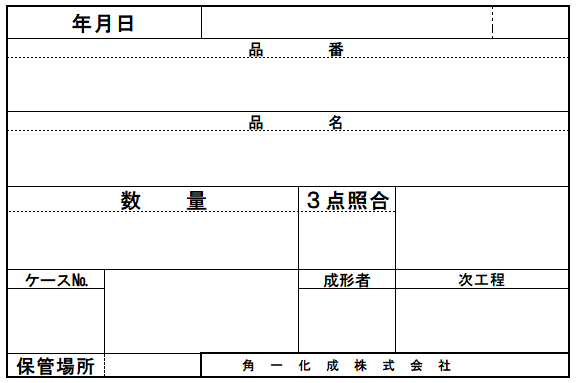 年月日
品　番
品　名
数　量　３点照合
ケース№　成形者　次工程
保管場所　角一化成株式会社